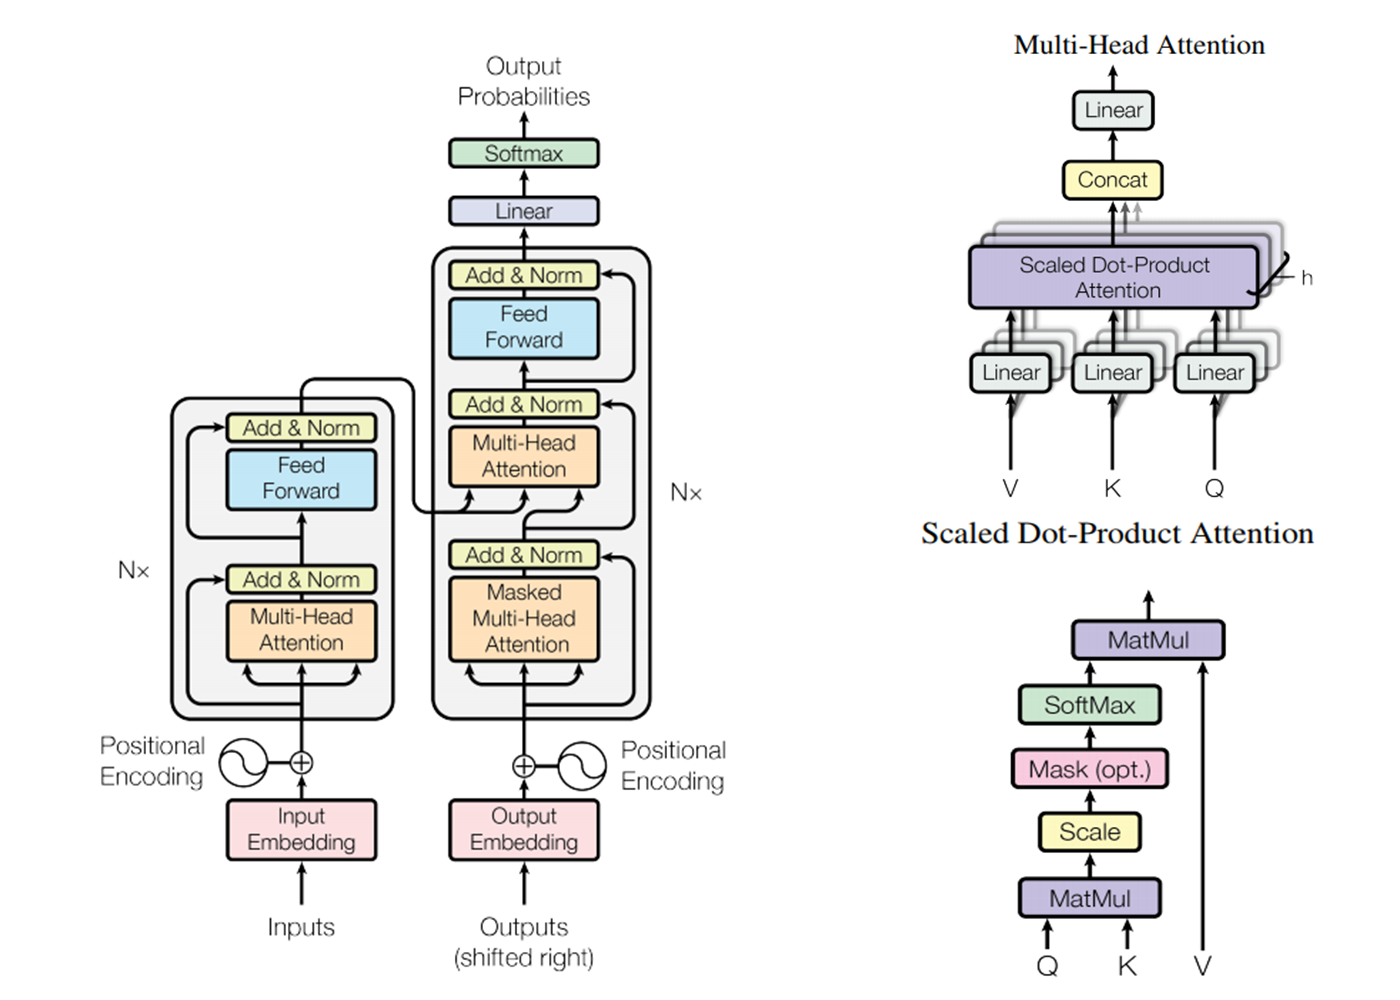 Output
Probabilities
Softmax
Linear
Add & Norm
Feed
Forward
Add & Norm
Multi-Head
Attention
Nx
Add & Norm
Masked
Multi-Head
Attention
Positional
Encoding
Output
Embedding
Outputs
(shifted right)
Add & Norm
Feed
Forward
Nx
Add & Norm
Multi-Head
Attention
Positional
Encoding
Input
Embedding
Inputs
Multi-Head Attention
Linear
Concat
Scaled Dot-Product
Attention
h
Linear Linear Linear
V K Q
Scaled Dot-Product Attention
MatMul
SoftMax
Mask (opt.)
Scale
MatMul
Q K V